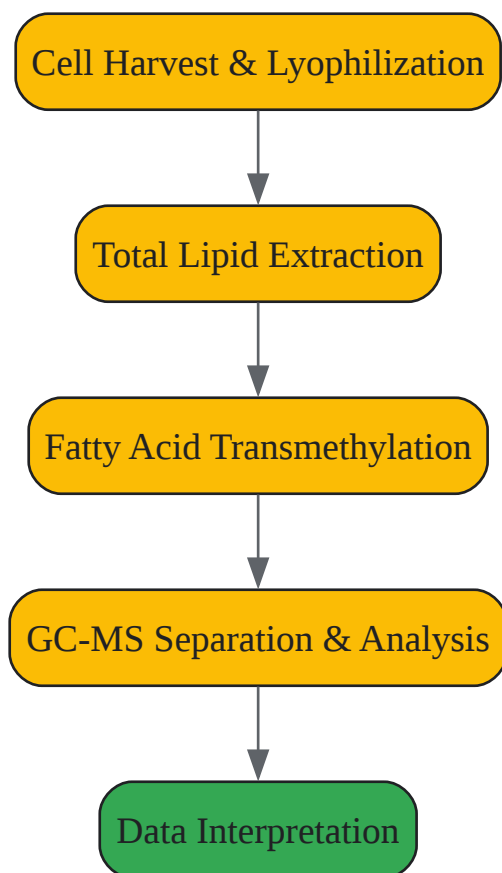 Cell Harvest & Lyophilization
Total Lipid Extraction
Fatty Acid Transmethylation
GC-MS Separation & Analysis
Data Interpretation